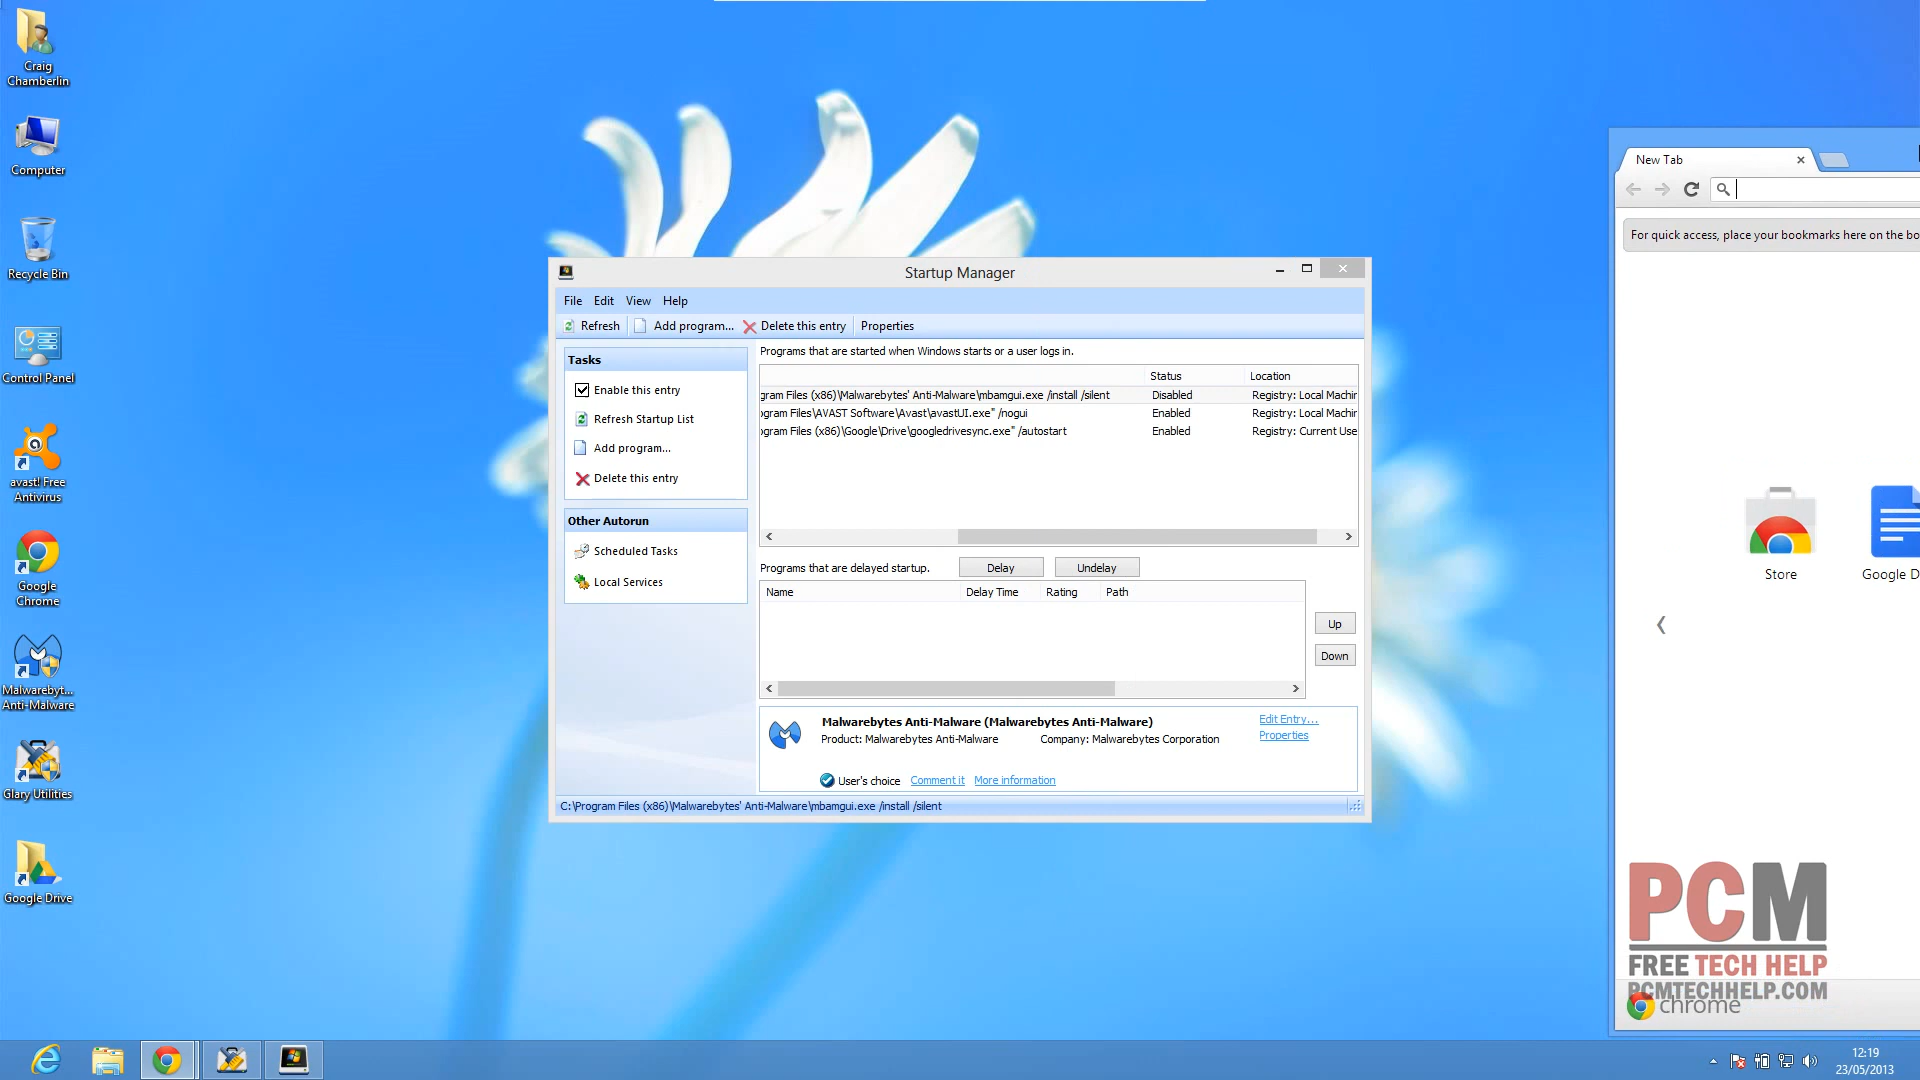 Craig
Chamberlin
Computer
Recycle Bin
Control Panel
avast! Free
Antivirus
Google
Chrome
Malwarebyt...
Anti-Malware
Glary Utilities
Google Drive
Startup Manager
File Edit View Help
Refresh Add program... Delete this entry Properties
Tasks
Enable this entry
Refresh Startup List
Add program...
Delete this entry
Other Autorun
Scheduled Tasks
Local Services
Programs that are started when Windows starts or a user logs in.
Status Location
gram Files (x86)\Malwarebytes' Anti-Malware\mbamgui.exe /install /silent Disabled Registry: Local Machin
ogram Files\AVAST Software\Avast\avastUI.exe" /nogui Enabled Registry: Local Machin
ogram Files (x86)\Google\Drive\googledrivesync.exe" /autostart Enabled Registry: Current Use
Programs that are delayed startup. Delay Undelay
Name Delay Time Rating Path
Up
Down
Malwarebytes Anti-Malware (Malwarebytes Anti-Malware)
Product: Malwarebytes Anti-Malware Company: Malwarebytes Corporation
Edit Entry...
Properties
User's choice Comment it More information
C:\Program Files (x86)\Malwarebytes' Anti-Malware\mbamgui.exe /install /silent
New Tab
For quick access, place your bookmarks here on the bo
Store
Google D
PCM
FREE TECH HELP
PCMTECHHELP.COM
chrome
12:19
23/05/2013